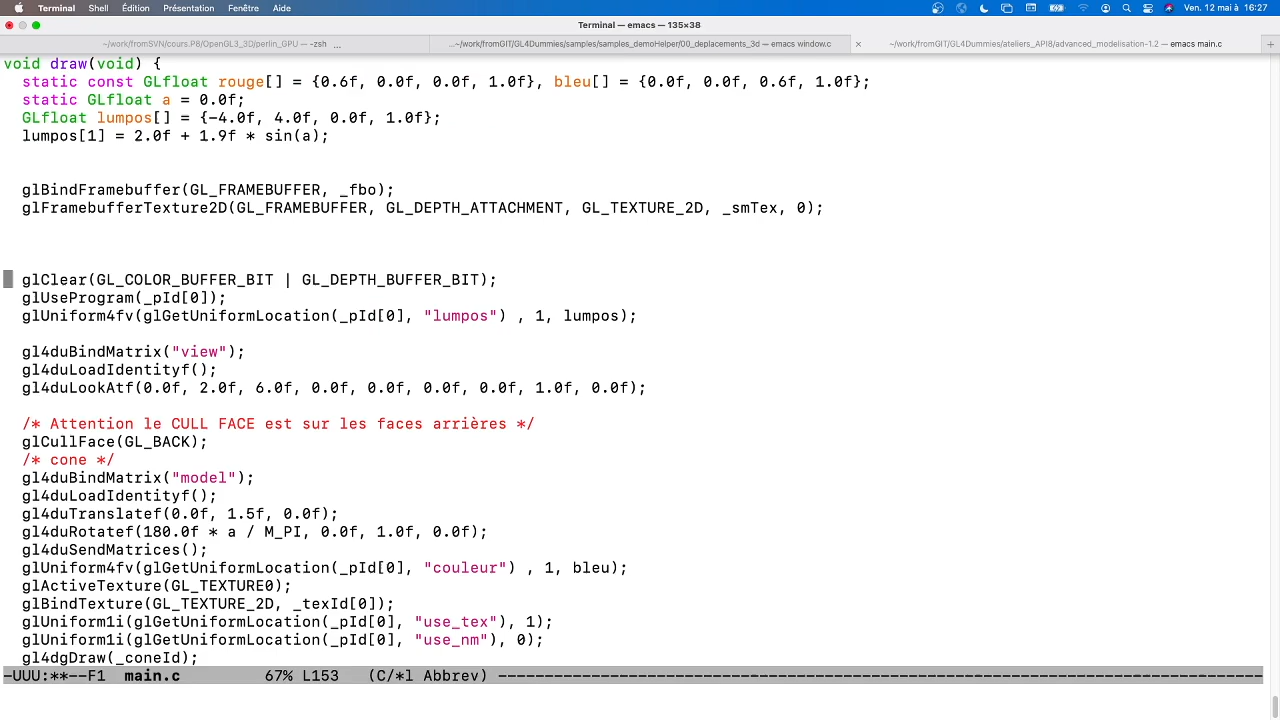 Terminal Shell Édition Présentation Fenêtre Aide Ven. 12 mai à 16:27
Terminal — emacs — 135×38
~/work/fromSVN/cours.P8/OpenGL3_3D/perlin_GPU — -zsh ... ...~/work/fromGIT/GL4Dummies/samples/samples_demoHelper/00_deplacements_3d — emacs window.c × ~/work/fromGIT/GL4Dummies/ateliers_API8/advanced_modelisation-1.2 — emacs main.c +
void draw(void) {
  static const GLfloat rouge[] = {0.6f, 0.0f, 0.0f, 1.0f}, bleu[] = {0.0f, 0.0f, 0.6f, 1.0f};
  static GLfloat a = 0.0f;
  GLfloat lumpos[] = {-4.0f, 4.0f, 0.0f, 1.0f};
  lumpos[1] = 2.0f + 1.9f * sin(a);
  glBindFramebuffer(GL_FRAMEBUFFER, _fbo);
  glFramebufferTexture2D(GL_FRAMEBUFFER, GL_DEPTH_ATTACHMENT, GL_TEXTURE_2D, _smTex, 0);
  glClear(GL_COLOR_BUFFER_BIT | GL_DEPTH_BUFFER_BIT);
  glUseProgram(_pId[0]);
  glUniform4fv(glGetUniformLocation(_pId[0], "lumpos") , 1, lumpos);
  gl4duBindMatrix("view");
  gl4duLoadIdentityf();
  gl4duLookAtf(0.0f, 2.0f, 6.0f, 0.0f, 0.0f, 0.0f, 0.0f, 1.0f, 0.0f);
  /* Attention le CULL FACE est sur les faces arrières */
  glCullFace(GL_BACK);
  /* cone */
  gl4duBindMatrix("model");
  gl4duLoadIdentityf();
  gl4duTranslatef(0.0f, 1.5f, 0.0f);
  gl4duRotatef(180.0f * a / M_PI, 0.0f, 1.0f, 0.0f);
  gl4duSendMatrices();
  glUniform4fv(glGetUniformLocation(_pId[0], "couleur") , 1, bleu);
  glActiveTexture(GL_TEXTURE0);
  glBindTexture(GL_TEXTURE_2D, _texId[0]);
  glUniform1i(glGetUniformLocation(_pId[0], "use_tex"), 1);
  glUniform1i(glGetUniformLocation(_pId[0], "use_nm"), 0);
  gl4dgDraw(_coneId);
-UUU:**--F1  main.c         67% L153   (C/*l Abbrev) -----------------------------------------------------------------------------------